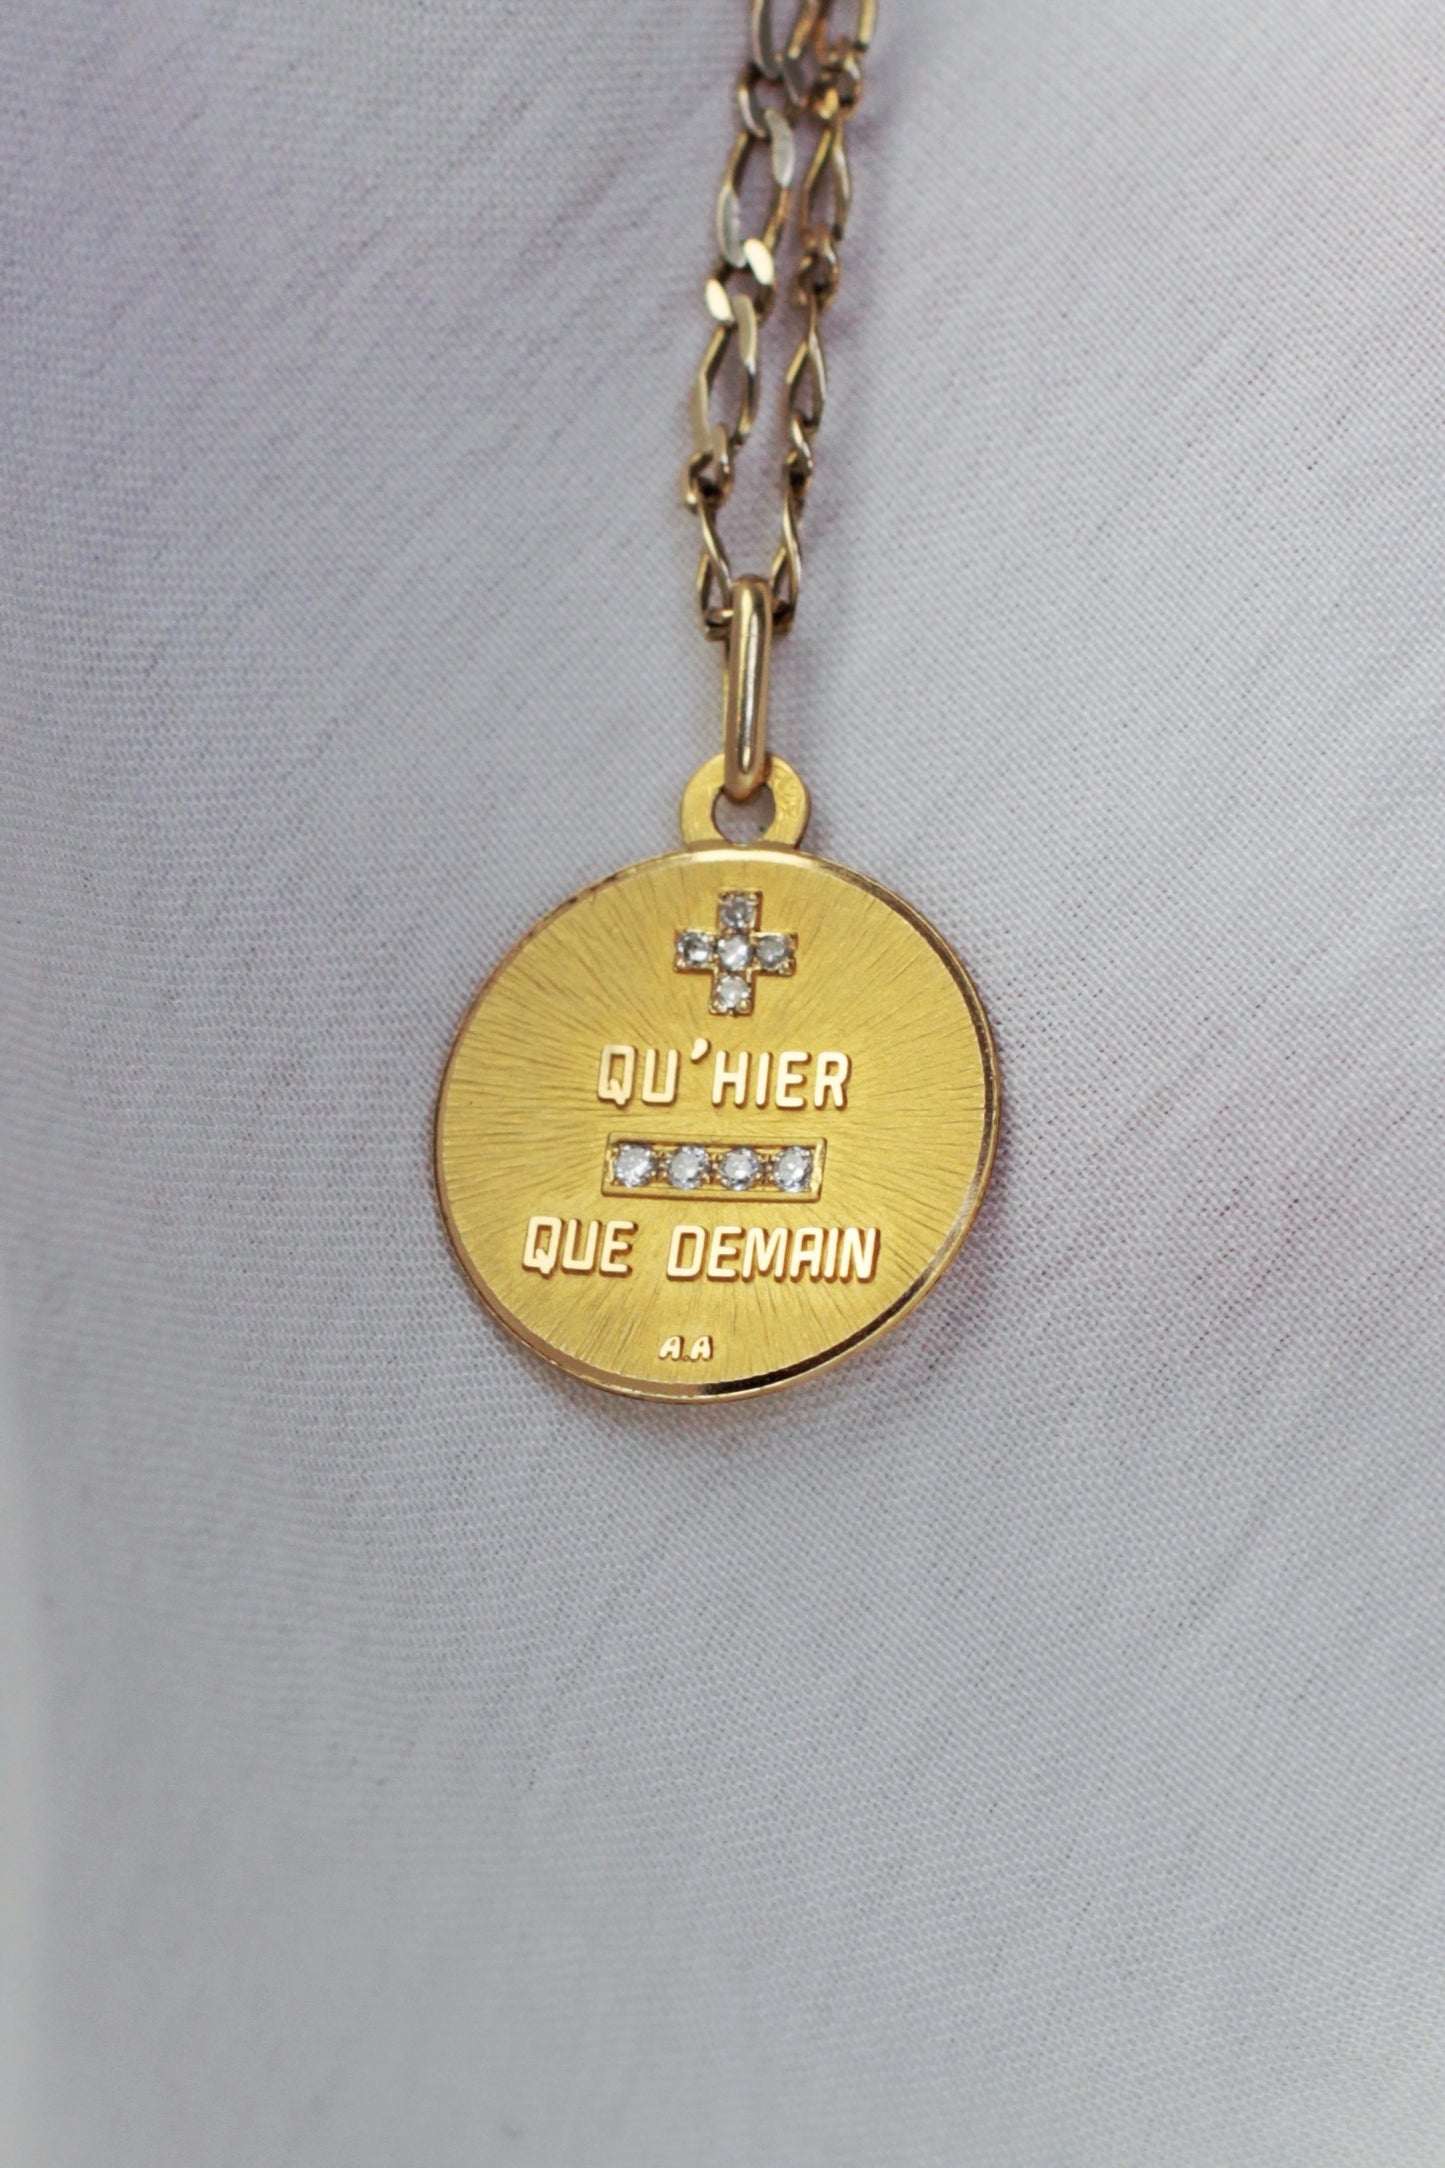 +
QU'HIER
-
QUE DEMAIN
A.A